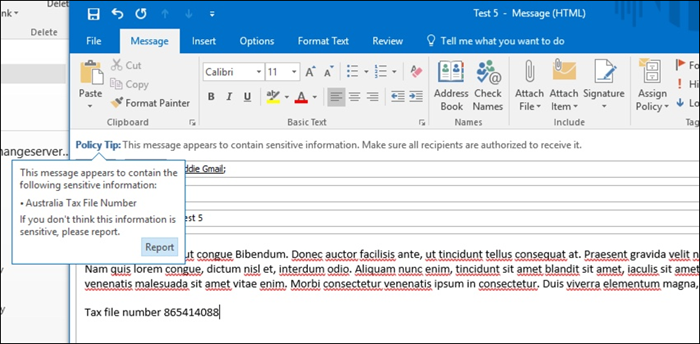 Test 5 - Message (HTML)
File Message Insert Options Format Text Review Tell me what you want to do
Delete
Delete
Paste
Cut
Copy
Format Painter
Clipboard
Calibri 11
B I U
Basic Text
Address Book
Check Names
Names
Attach File
Attach Item
Signature
Include
Assign Policy
Policy Tip: This message appears to contain sensitive information. Make sure all recipients are authorized to receive it.
This message appears to contain the
following sensitive information:
• Australia Tax File Number
If you don't think this information is
sensitive, please report.
Report
ddie Gmail;
est 5
ut congue Bibendum. Donec auctor facilisis ante, ut tincidunt tellus consequat at. Praesent gravida velit n
Nam quis lorem congue, dictum nisl et, interdum odio. Aliquam nunc enim, tincidunt sit amet blandit sit amet, iaculis sit amet
venenatis malesuada sit amet vitae enim. Morbi consectetur venenatis ipsum in consectetur. Duis viverra elementum magna,
Tax file number 865414088